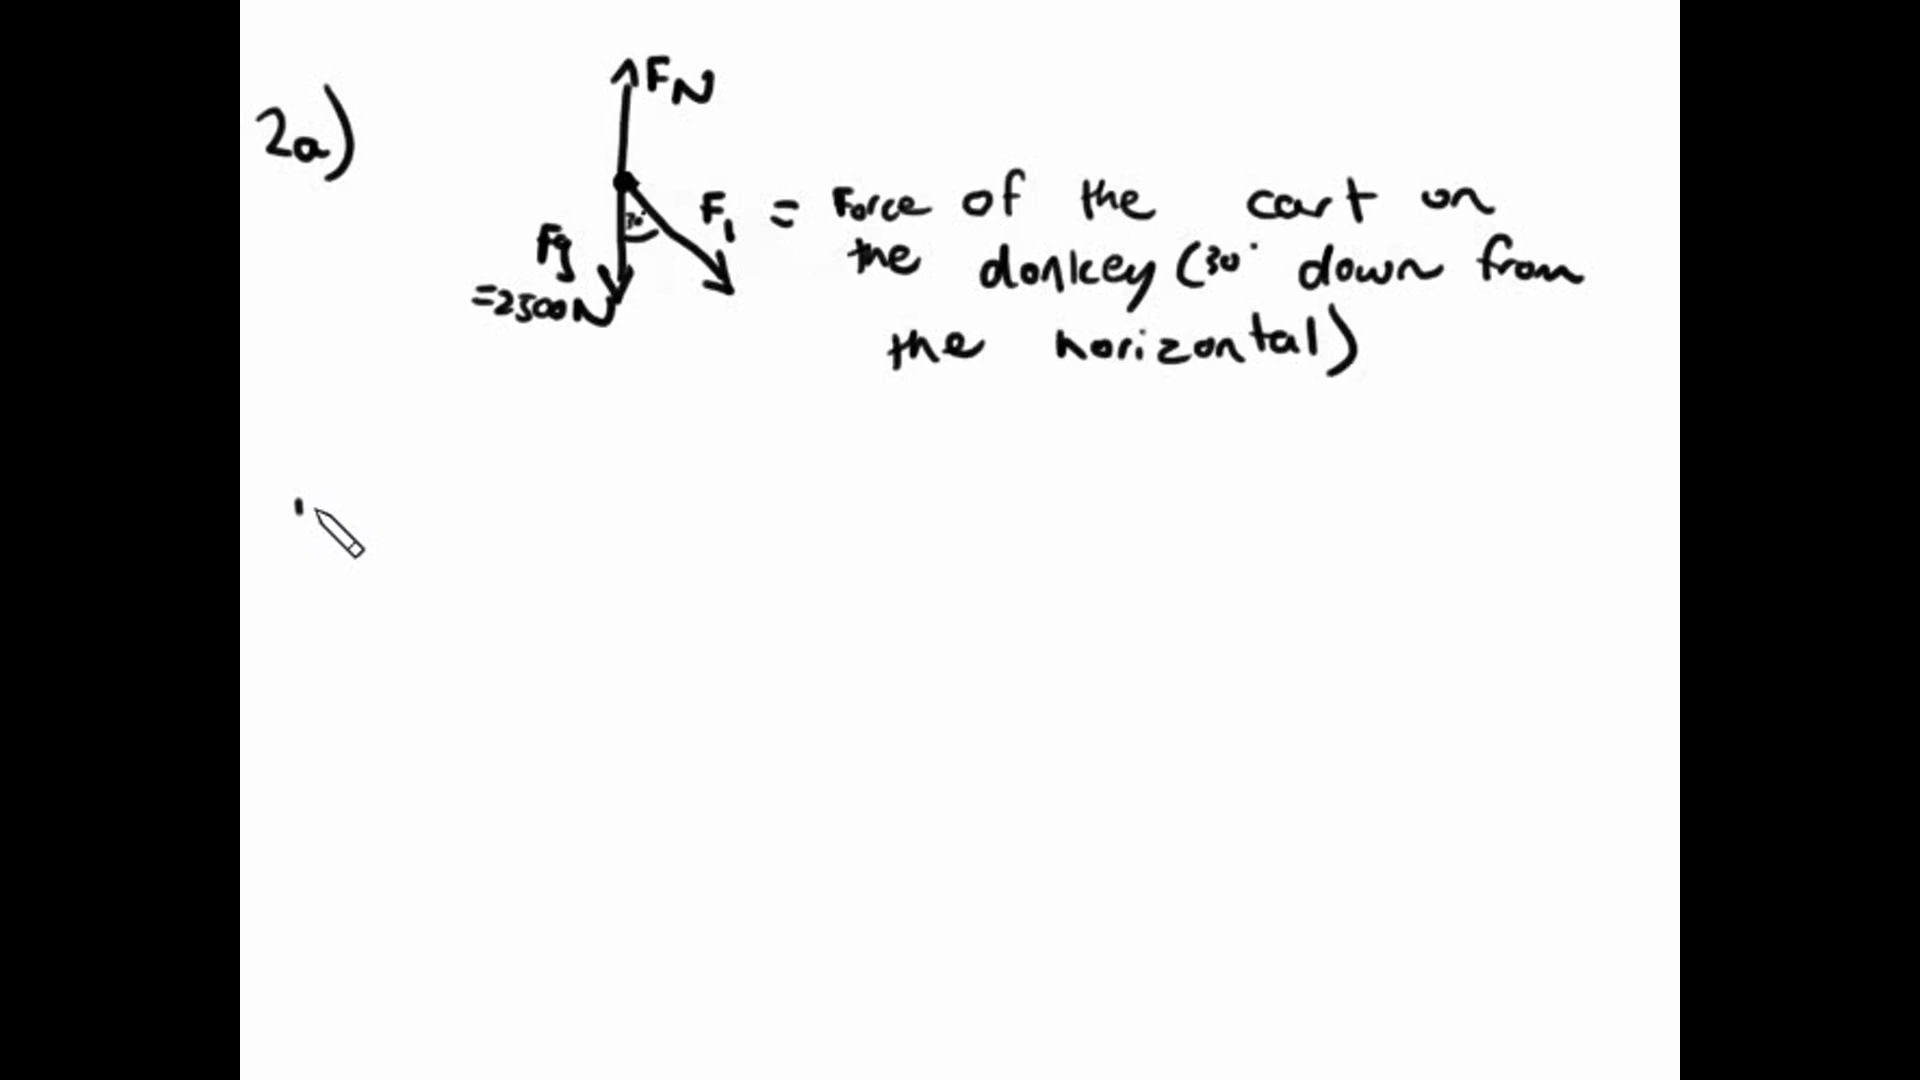 2a)
FN
30°
F1 = Force of the cart on
the donkey (30° down from
the horizontal)
Fg
=2500N